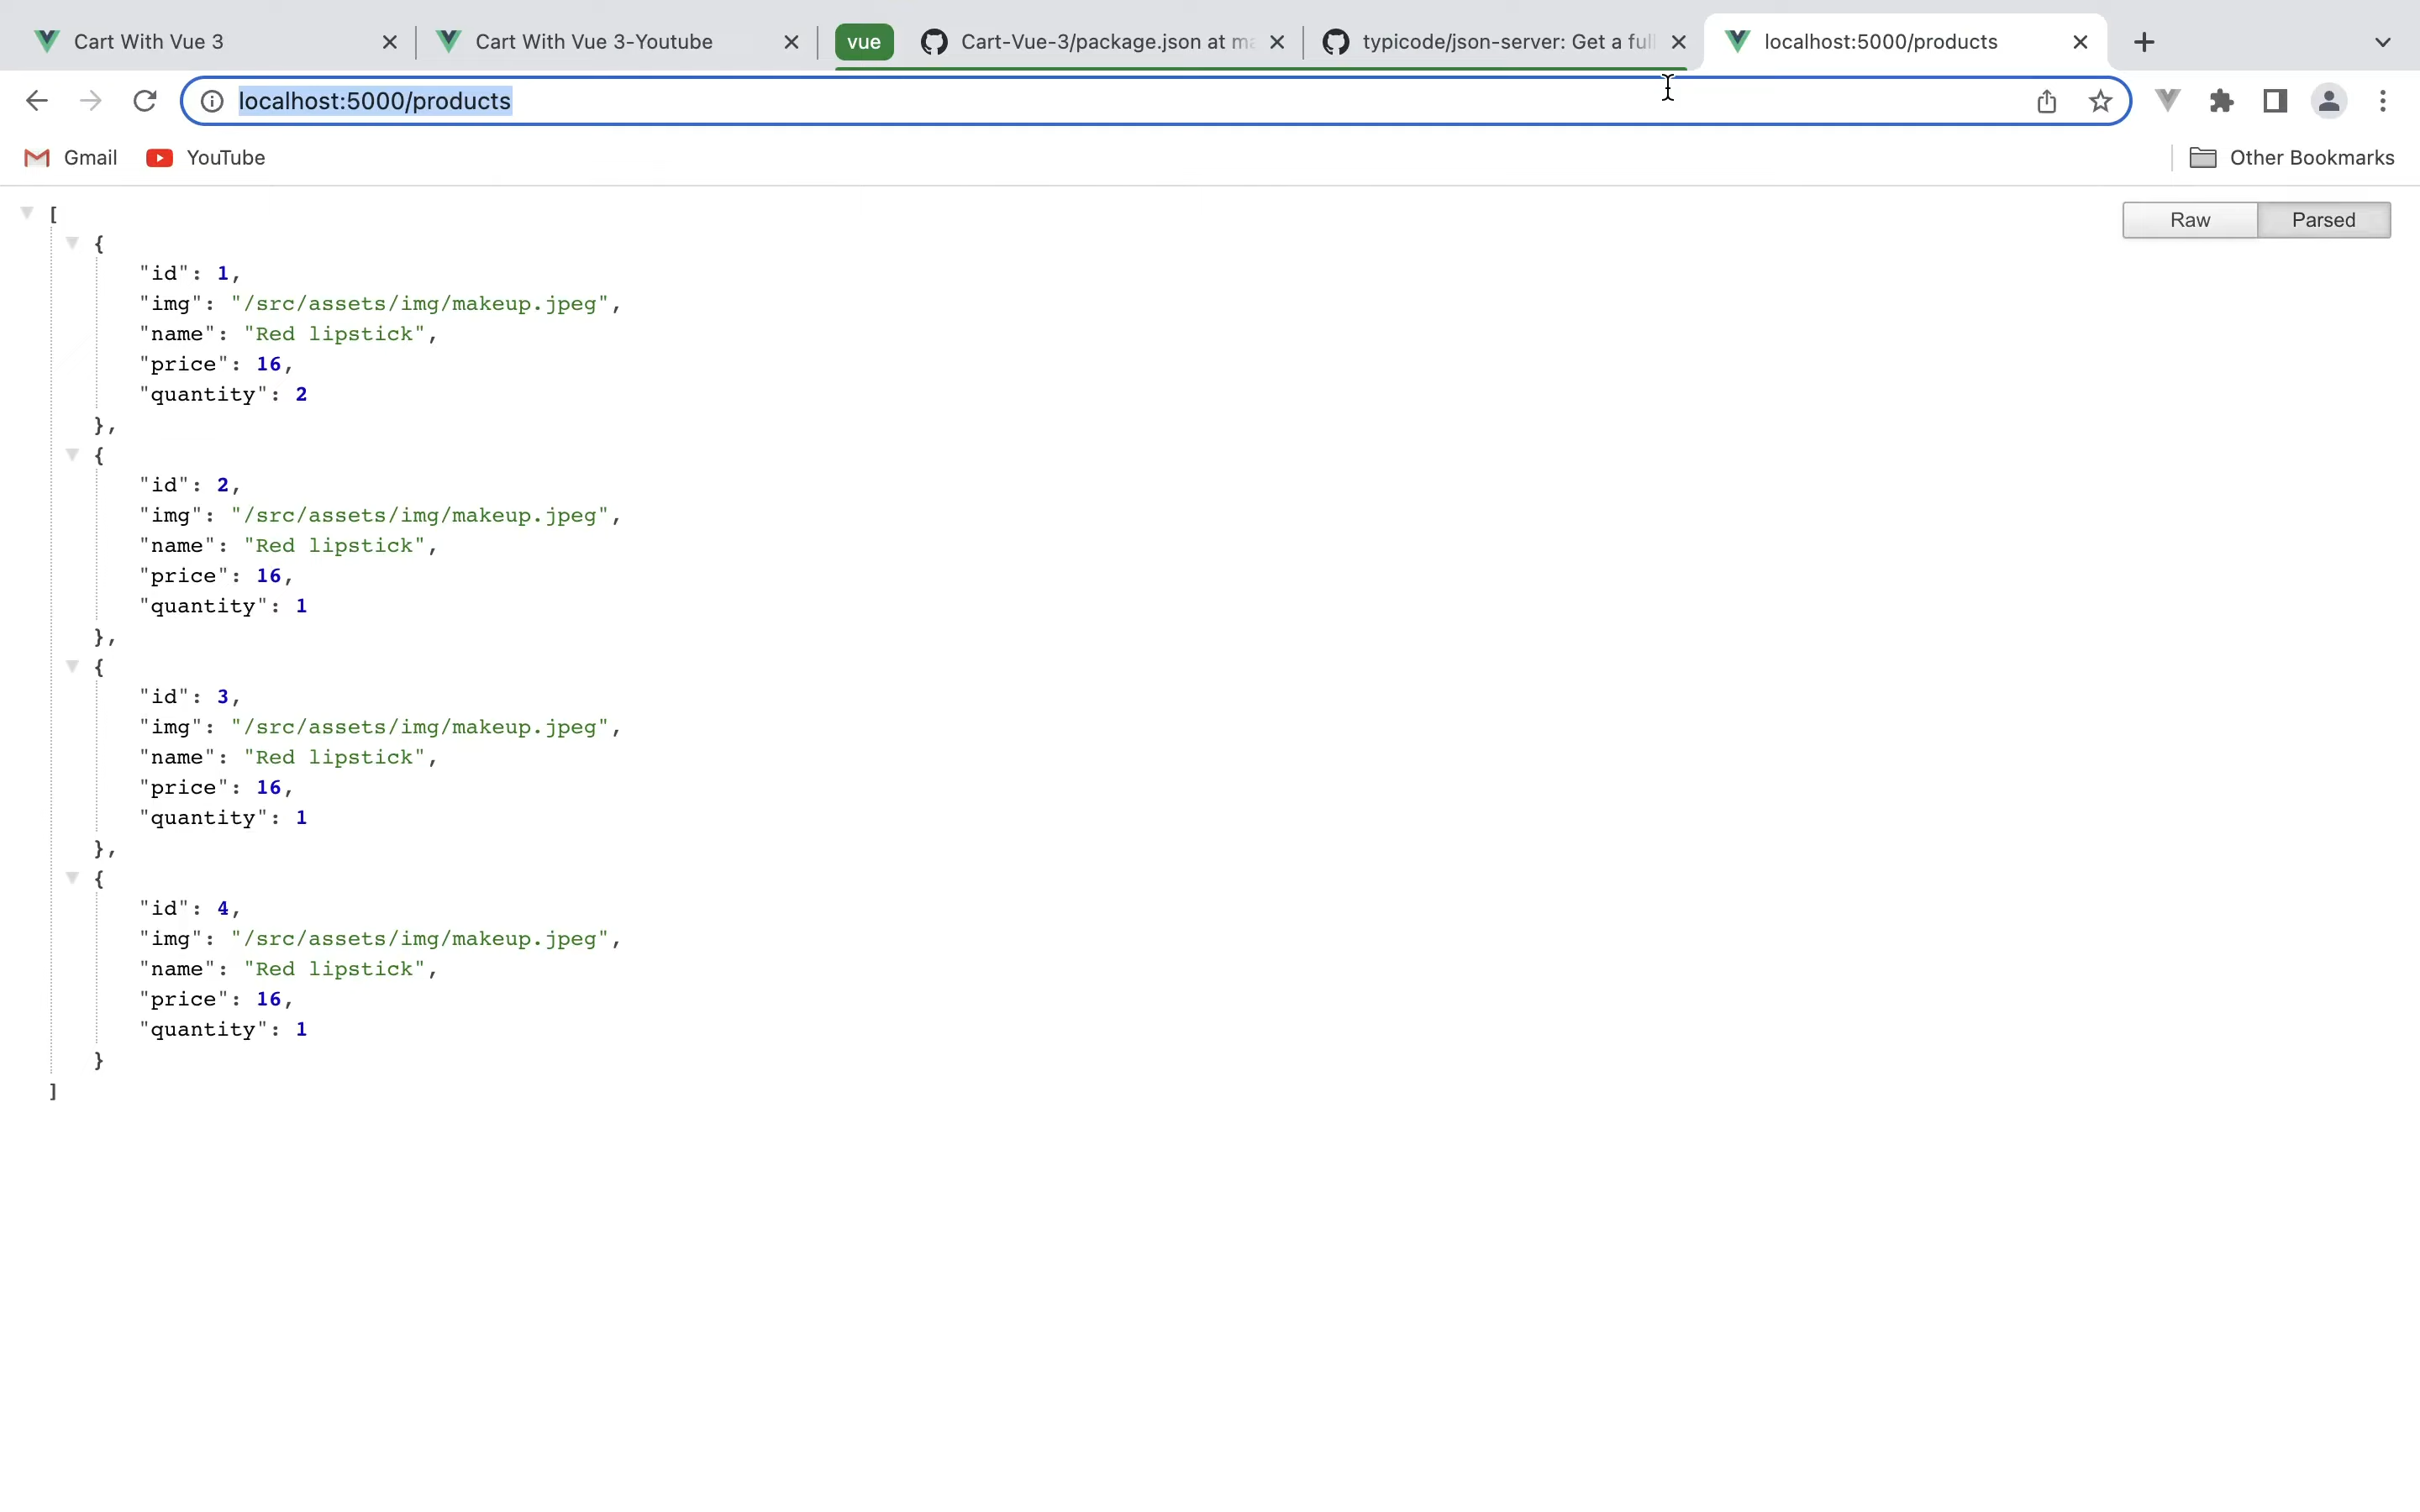 Cart With Vue 3
Cart With Vue 3-Youtube
vue
Cart-Vue-3/package.json at ma
typicode/json-server: Get a full
localhost:5000/products
localhost:5000/products
Gmail
YouTube
Other Bookmarks
Raw
Parsed
[
{
"id": 1,
"img": "/src/assets/img/makeup.jpeg",
"name": "Red lipstick",
"price": 16,
"quantity": 2
},
{
"id": 2,
"img": "/src/assets/img/makeup.jpeg",
"name": "Red lipstick",
"price": 16,
"quantity": 1
},
{
"id": 3,
"img": "/src/assets/img/makeup.jpeg",
"name": "Red lipstick",
"price": 16,
"quantity": 1
},
{
"id": 4,
"img": "/src/assets/img/makeup.jpeg",
"name": "Red lipstick",
"price": 16,
"quantity": 1
}
]